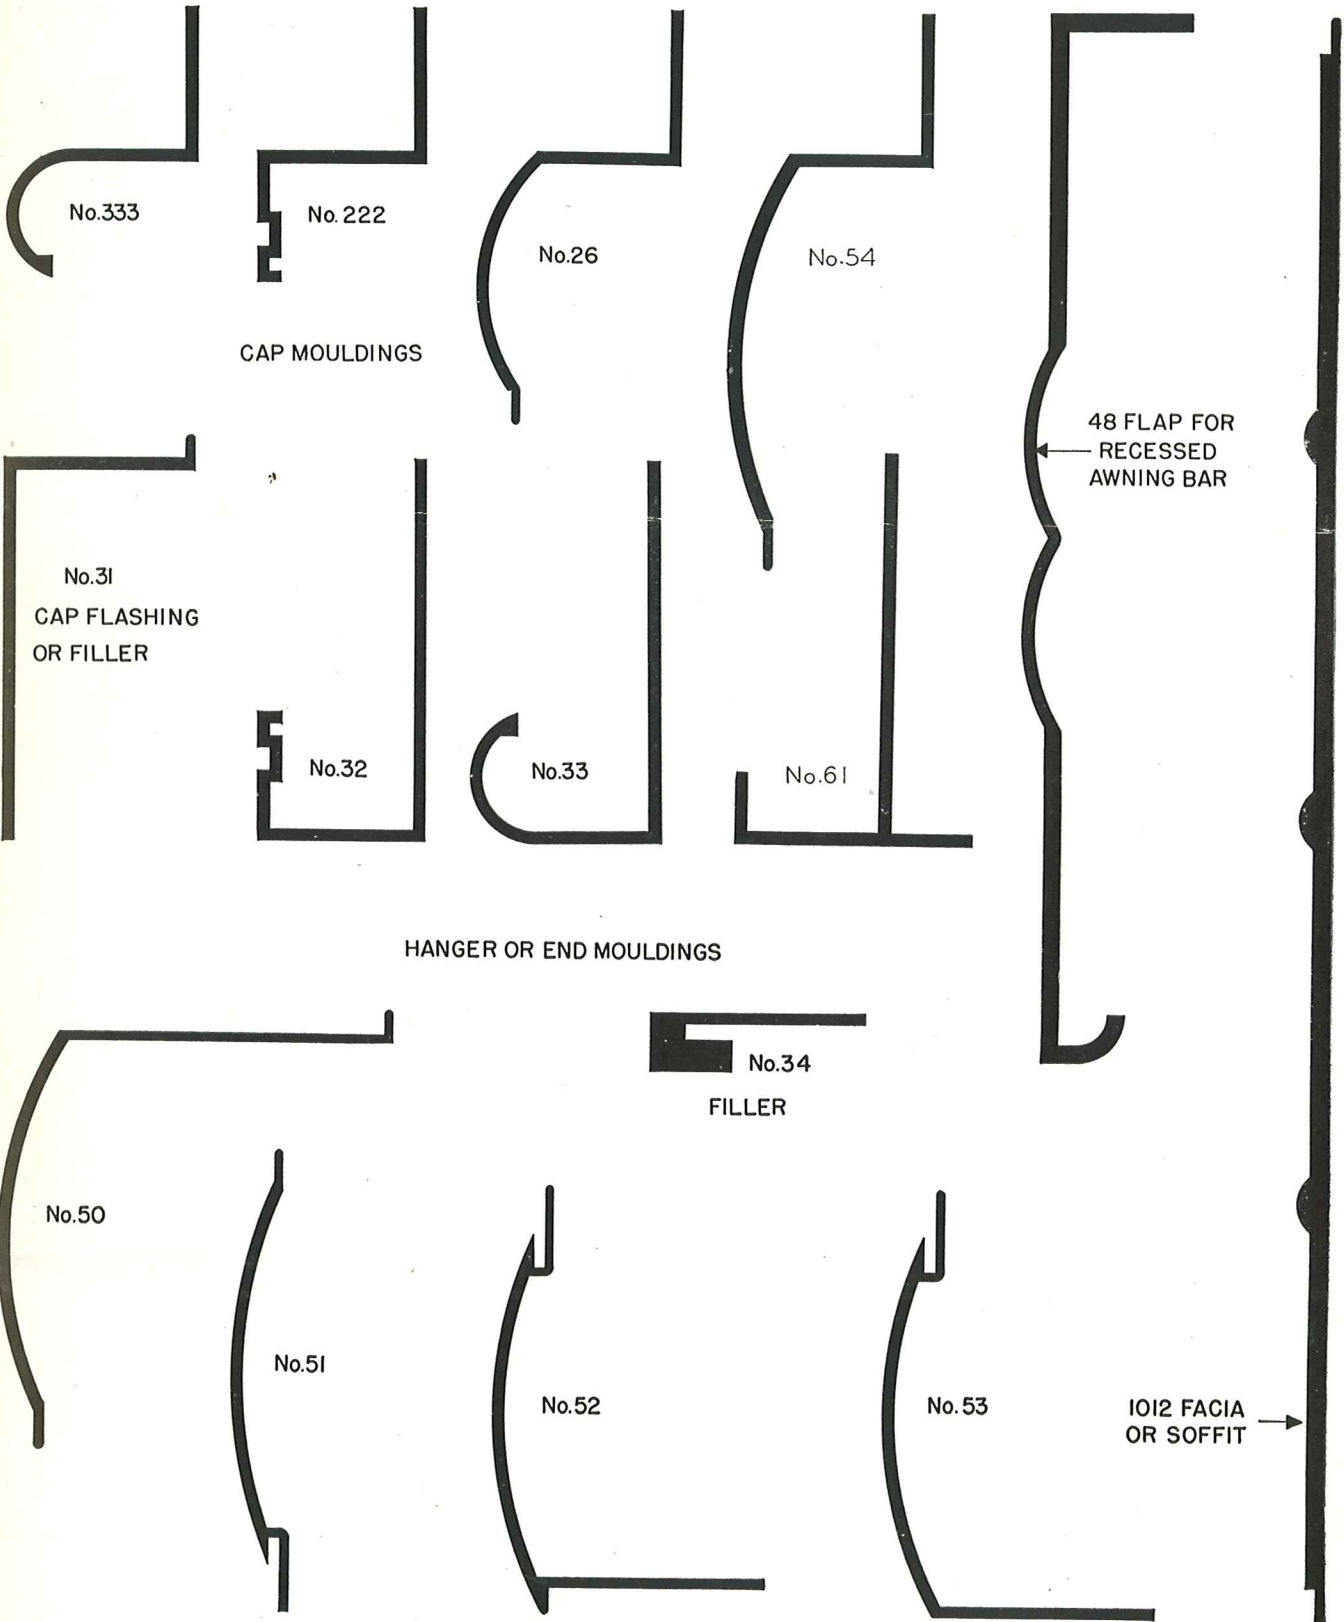 No.333
No.222
No.26
No.54
CAP MOULDINGS
48 FLAP FOR
RECESSED
AWNING BAR
No.31
CAP FLASHING
OR FILLER
No.32
No.33
No.61
HANGER OR END MOULDINGS
No.34
FILLER
No.50
No.51
No.52
No.53
1012 FACIA
OR SOFFIT